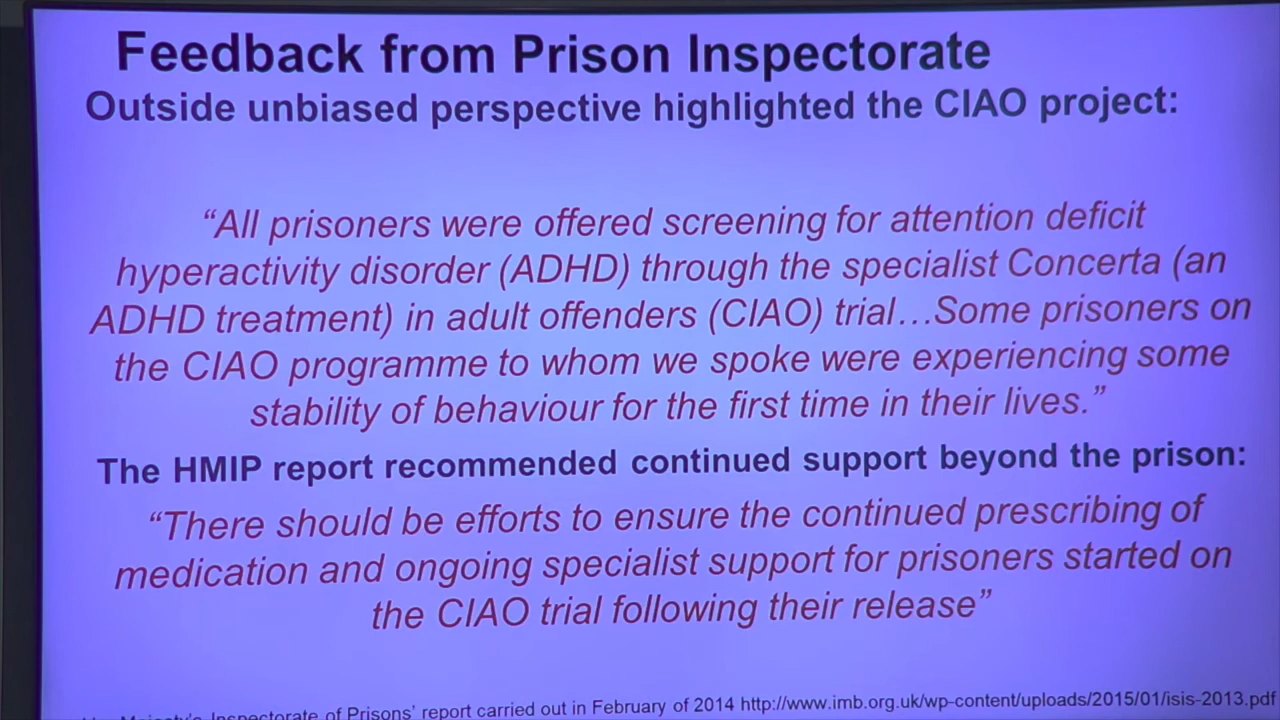 Feedback from Prison Inspectorate
Outside unbiased perspective highlighted the CIAO project:
“All prisoners were offered screening for attention deficit
hyperactivity disorder (ADHD) through the specialist Concerta (an
ADHD treatment) in adult offenders (CIAO) trial…Some prisoners on
the CIAO programme to whom we spoke were experiencing some
stability of behaviour for the first time in their lives.”
The HMIP report recommended continued support beyond the prison:
“There should be efforts to ensure the continued prescribing of
medication and ongoing specialist support for prisoners started on
the CIAO trial following their release”
Majesty's Inspectorate of Prisons’ report carried out in February of 2014 http://www.imb.org.uk/wp-content/uploads/2015/01/isis-2013.pdf